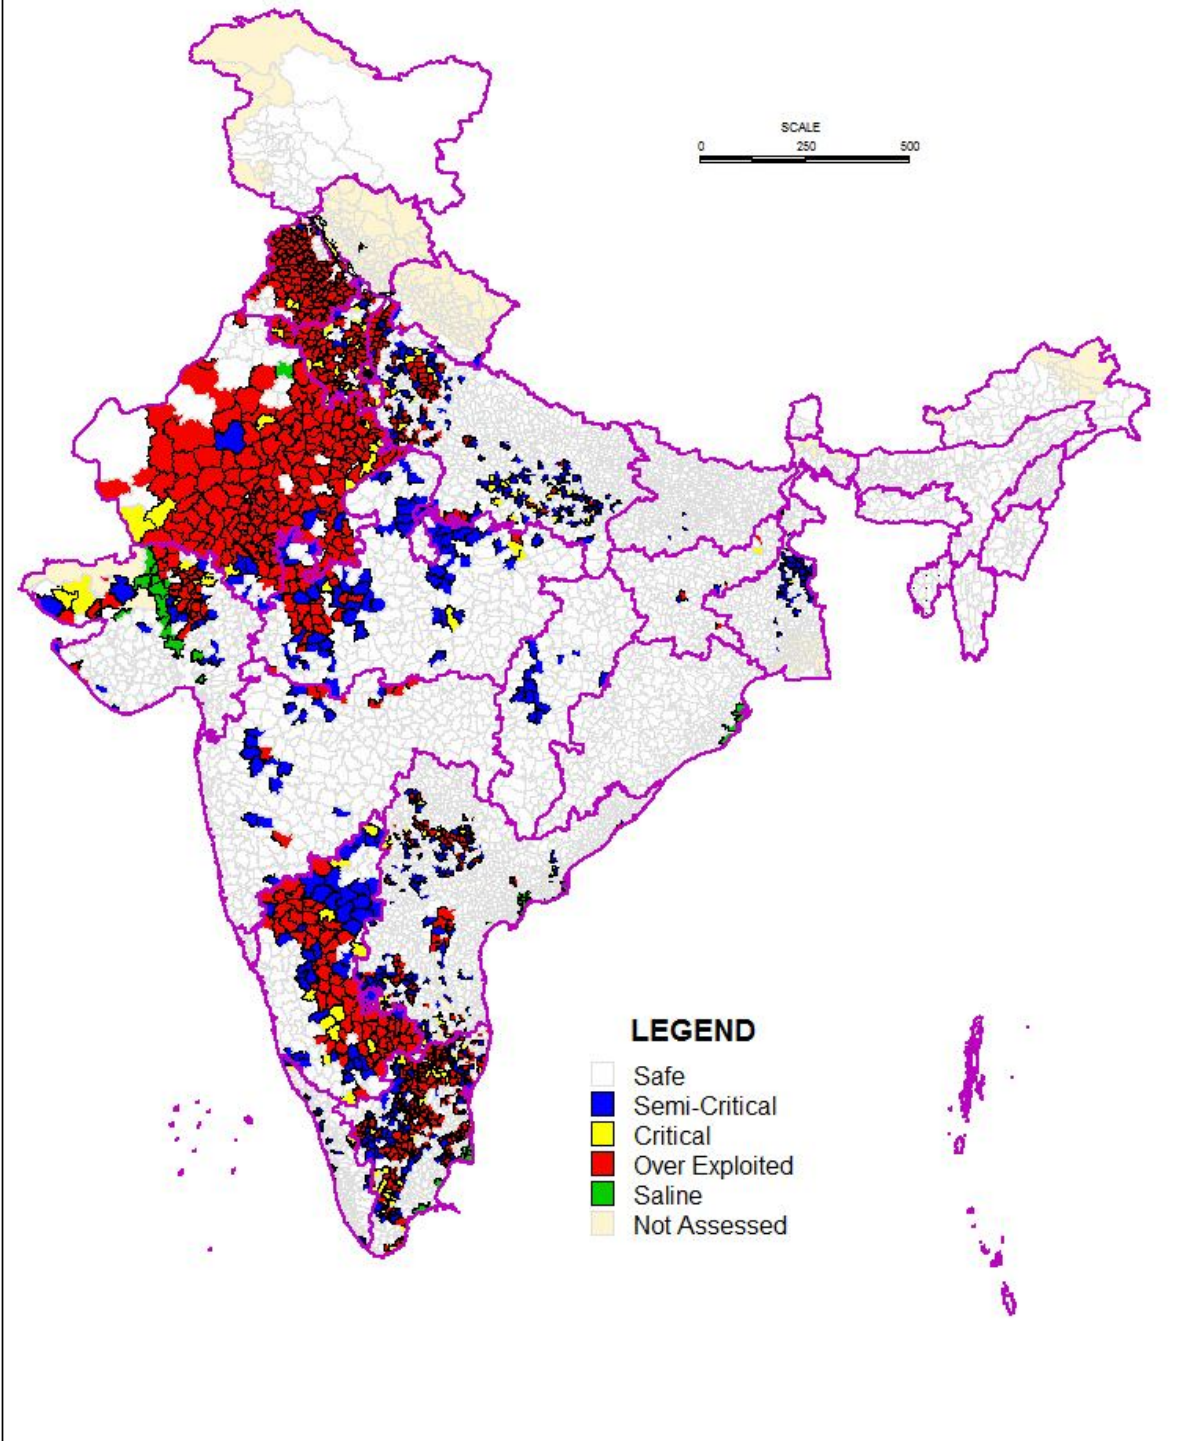 SCALE
0 250 500
LEGEND
Safe
Semi-Critical
Critical
Over Exploited
Saline
Not Assessed